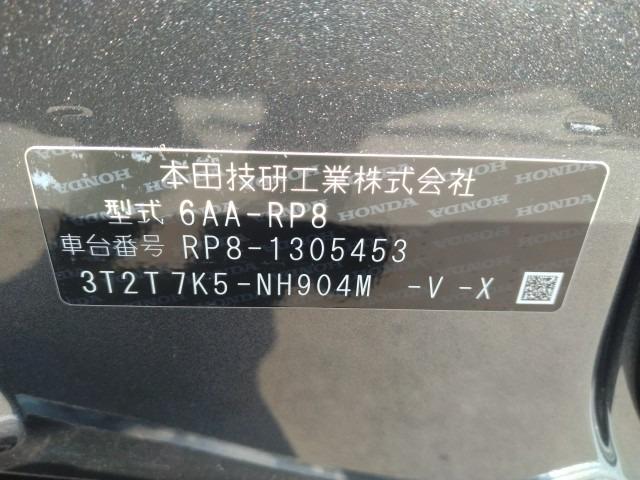 本田技研工業株式会社
型式 6AA-RP8
車台番号 RP8-1305453
3T2T7K5-NH904M -V -X